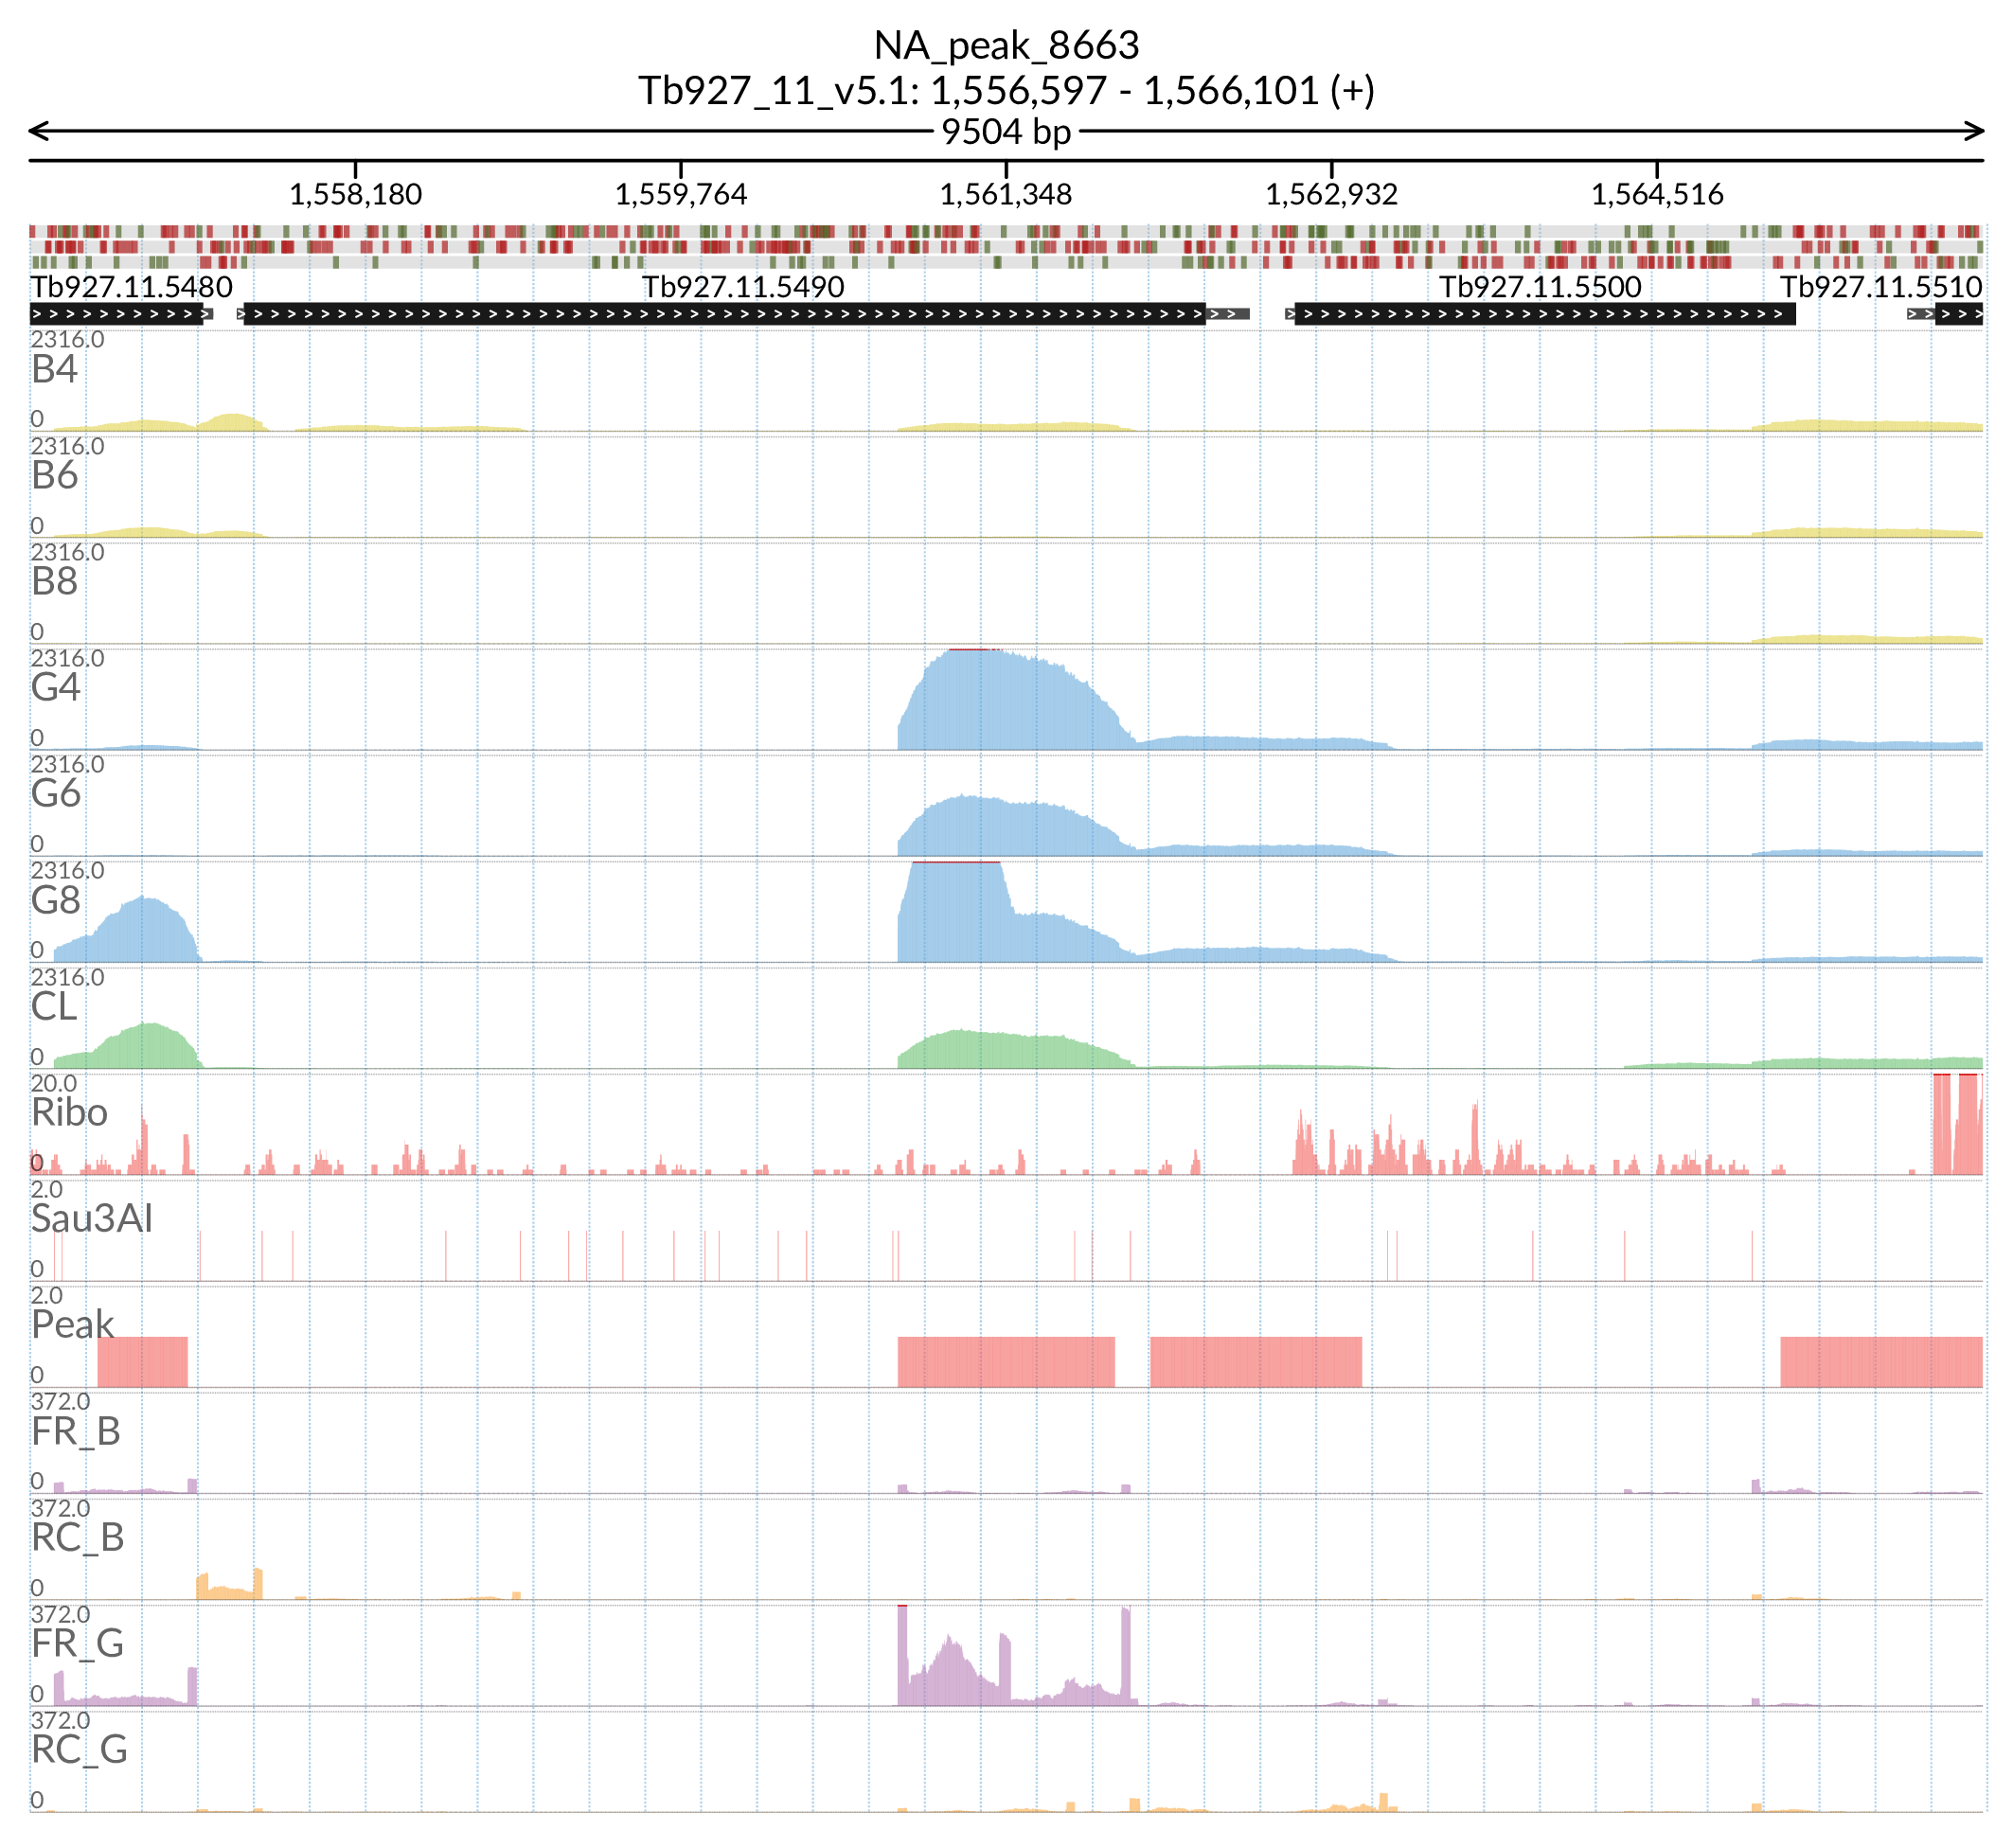 NA_peak_8663
Tb927_11_v5.1: 1,556,597 - 1,566,101 (+)
9504 bp
1,558,180 1,559,764 1,561,348 1,562,932 1,564,516
Tb927.11.5480 Tb927.11.5490 Tb927.11.5500 Tb927.11.5510
2316.0
B4
0
2316.0
B6
0
2316.0
B8
0
2316.0
G4
0
2316.0
G6
0
2316.0
G8
0
2316.0
CL
0
20.0
Ribo
0
2.0
Sau3AI
0
2.0
Peak
0
372.0
FR_B
0
372.0
RC_B
0
372.0
FR_G
0
372.0
RC_G
0